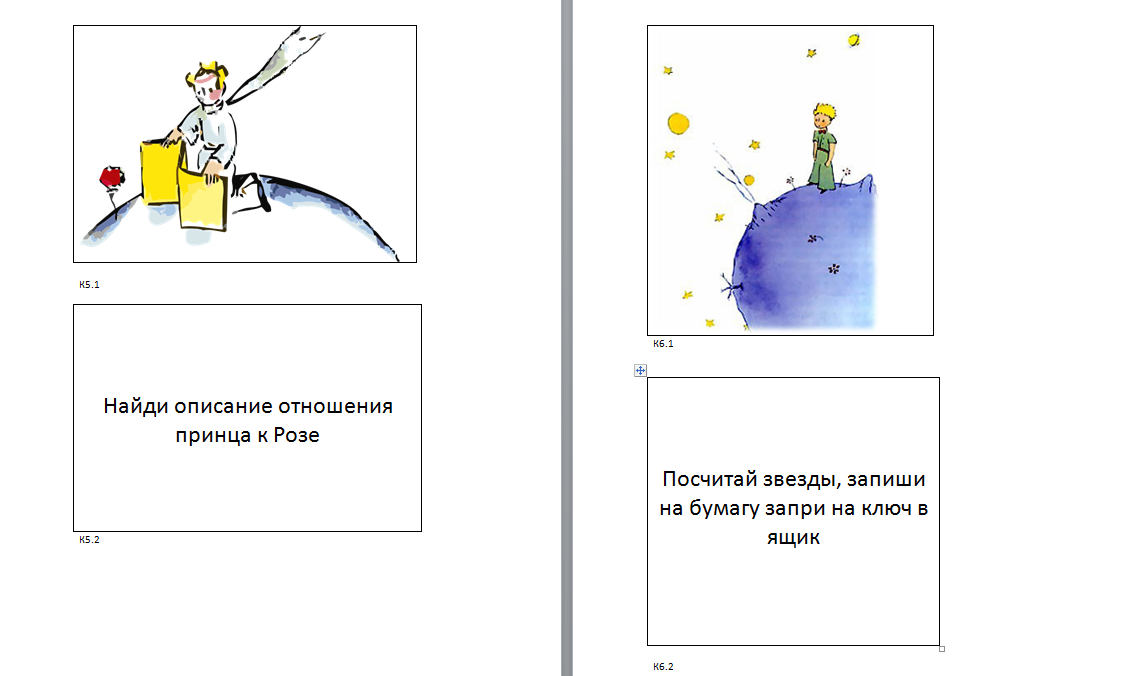 К5.1
Найди описание отношения
принца к Розе
К5.2
К6.1
Посчитай звезды, запиши
на бумагу запри на ключ в
ящик
К6.2